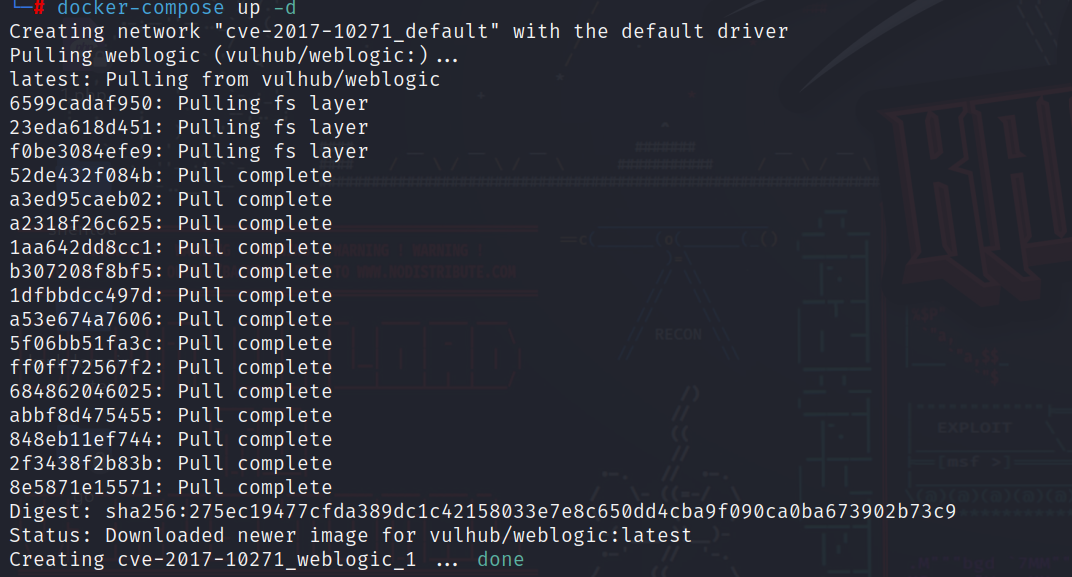 └─# docker-compose up -d
Creating network "cve-2017-10271_default" with the default driver
Pulling weblogic (vulhub/weblogic:)...
latest: Pulling from vulhub/weblogic
6599cadaf950: Pulling fs layer
23eda618d451: Pulling fs layer
f0be3084efe9: Pulling fs layer
52de432f084b: Pull complete
a3ed95caeb02: Pull complete
a2318f26c625: Pull complete
1aa642dd8cc1: Pull complete
b307208f8bf5: Pull complete
1dfbbdcc497d: Pull complete
a53e674a7606: Pull complete
5f06bb51fa3c: Pull complete
ff0ff72567f2: Pull complete
684862046025: Pull complete
abbf8d475455: Pull complete
848eb11ef744: Pull complete
2f3438f2b83b: Pull complete
8e5871e15571: Pull complete
Digest: sha256:275ec19477cfda389dc1c42158033e7e8c650dd4cba9f090ca0ba673902b73c9
Status: Downloaded newer image for vulhub/weblogic:latest
Creating cve-2017-10271_weblogic_1 ... done
RECON
EXPLOIT